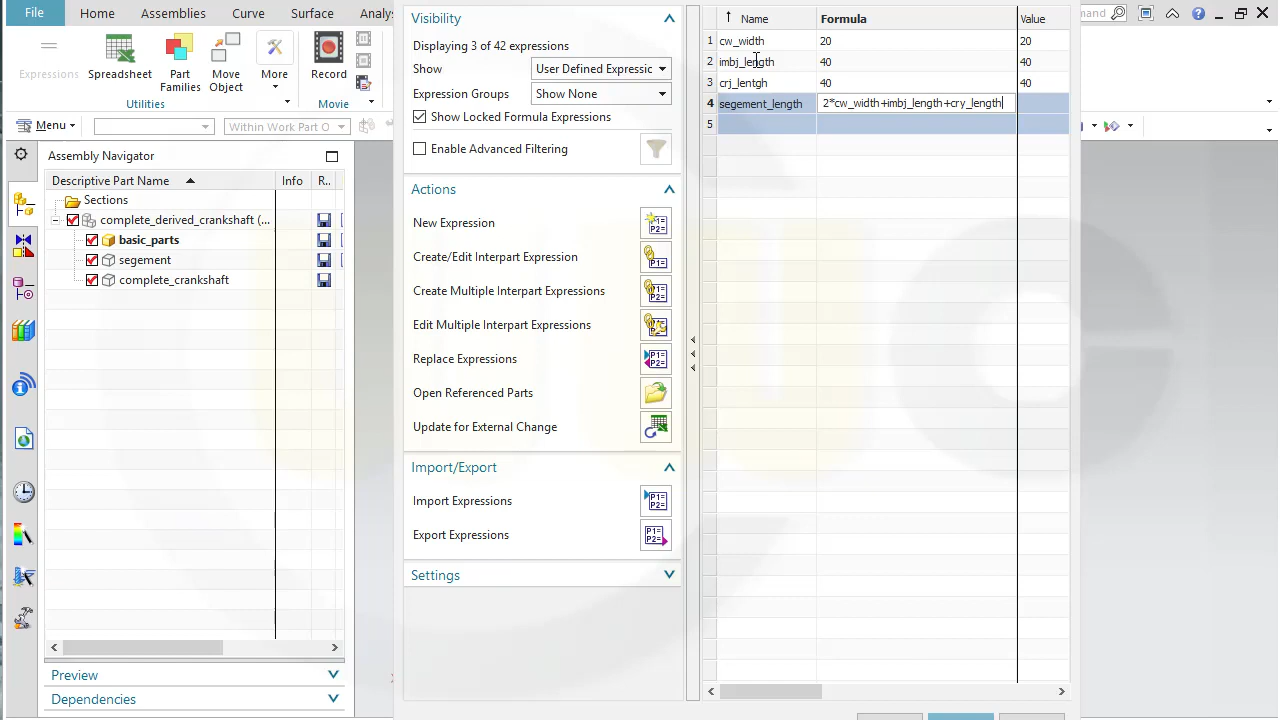 File Home Assemblies Curve Surface Analy
mand
Expressions Spreadsheet Part Families Move Object More Record
Utilities Movie
Menu Within Work Part O
Assembly Navigator
Descriptive Part Name Info R..
Sections
complete_derived_crankshaft (...
basic_parts
segement
complete_crankshaft
Preview
Dependencies
Visibility
Displaying 3 of 42 expressions
Show User Defined Expressic
Expression Groups Show None
Show Locked Formula Expressions
Enable Advanced Filtering
Actions
New Expression
Create/Edit Interpart Expression
Create Multiple Interpart Expressions
Edit Multiple Interpart Expressions
Replace Expressions
Open Referenced Parts
Update for External Change
Import/Export
Import Expressions
Export Expressions
Settings
↑ Name Formula Value
1 cw_width 20 20
2 imbj_length 40 40
3 crj_lentgh 40 40
4 segement_length 2*cw_width+imbj_length+cry_length
5